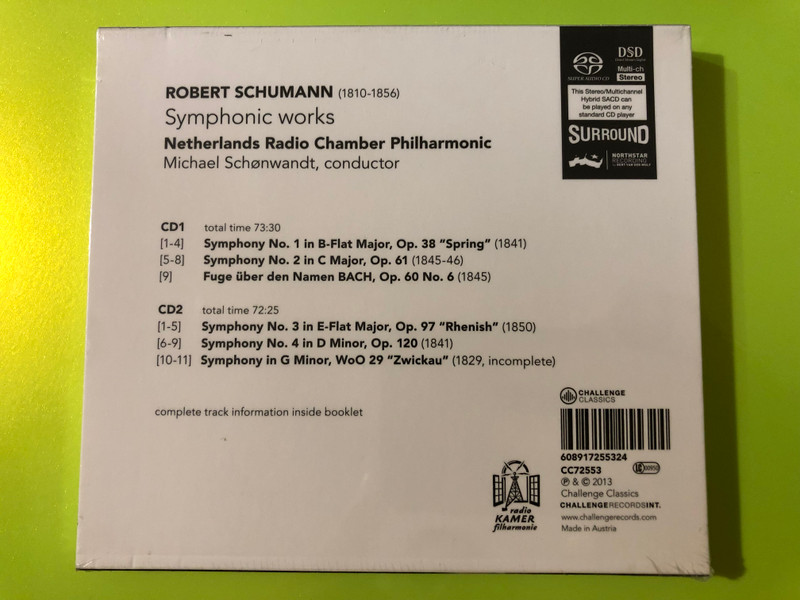 ROBERT SCHUMANN (1810-1856)
Symphonic works
Netherlands Radio Chamber Philharmonic
Michael Schønwandt, conductor
SUPER AUDIO CD
DSD
Direct Stream Digital
Multi-ch
Stereo
This Stereo/Multichannel
Hybrid SACD can
be played on any
standard CD player
SURROUND
NORTHSTAR
RECORDING
CD1 total time 73:30
[1-4] Symphony No. 1 in B-Flat Major, Op. 38 “Spring” (1841)
[5-8] Symphony No. 2 in C Major, Op. 61 (1845-46)
[9] Fuge über den Namen BACH, Op. 60 No. 6 (1845)
CD2 total time 72:25
[1-5] Symphony No. 3 in E-Flat Major, Op. 97 “Rhenish” (1850)
[6-9] Symphony No. 4 in D Minor, Op. 120 (1841)
[10-11] Symphony in G Minor, WoO 29 “Zwickau” (1829, incomplete)
complete track information inside booklet
CHALLENGE
CLASSICS
608917255324
CC72553
℗ & © 2013
Challenge Classics
CHALLENGERECORDSINT.
www.challengerecords.com
Made in Austria
radio
KAMER
filharmonie